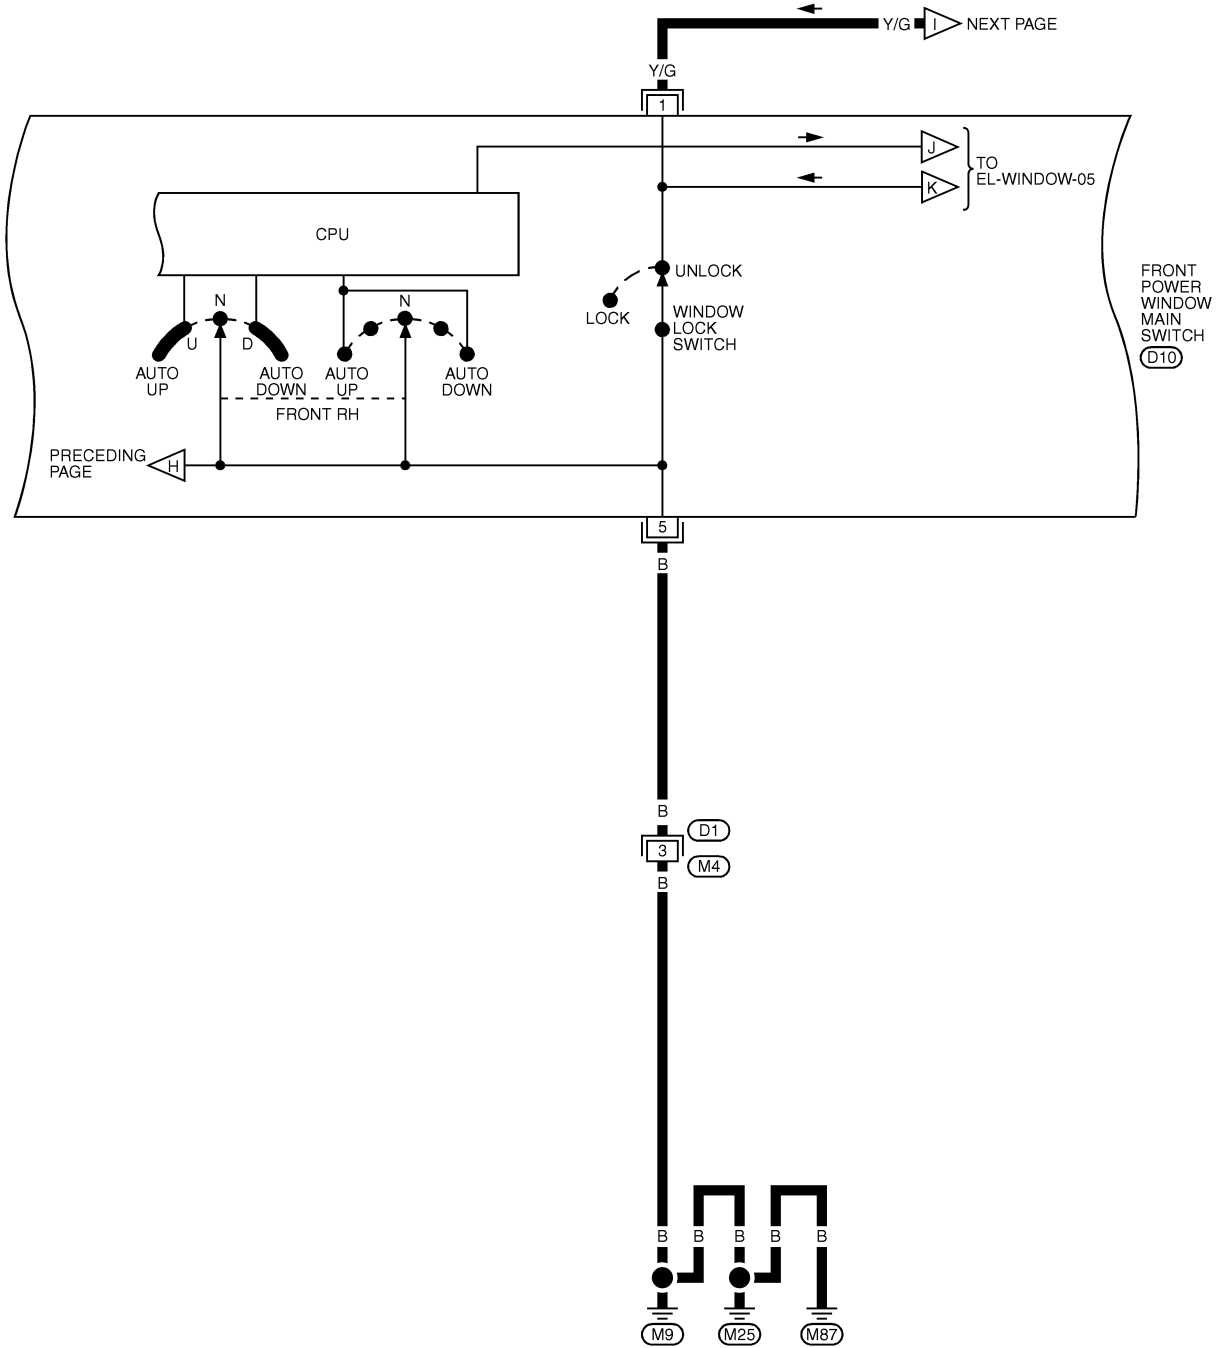 Y/G
I
NEXT PAGE
Y/G
1
J
TO
EL-WINDOW-05
K
CPU
UNLOCK
LOCK
WINDOW
LOCK
SWITCH
FRONT
POWER
WINDOW
MAIN
SWITCH
D10
N
N
U
D
AUTO
UP
AUTO
DOWN
AUTO
UP
AUTO
DOWN
FRONT RH
PRECEDING
PAGE
H
5
B
B
D1
3
M4
B
B
B
B
B
B
M9
M25
M87